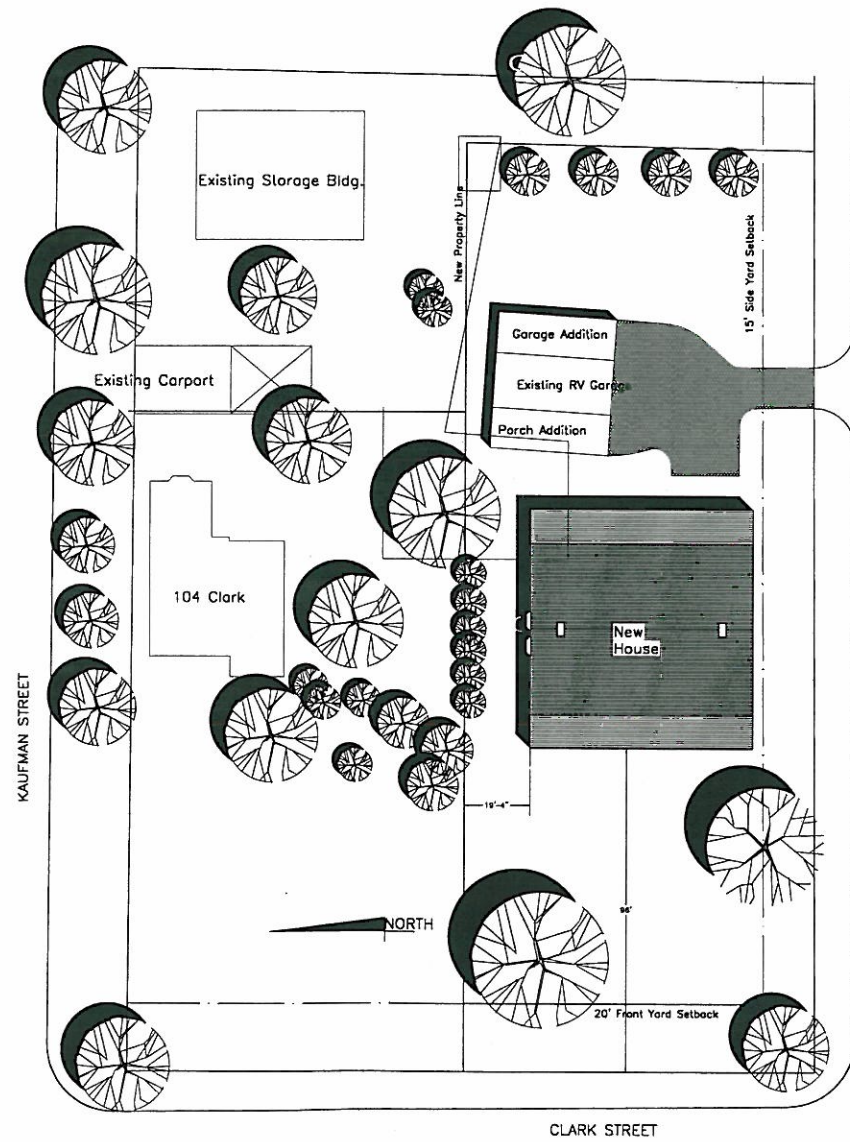 Existing Storage Bldg.
New Property Line
15' Side Yard Setback
Garage Addition
Existing RV Garage
Porch Addition
Existing Carport
104 Clark
New
House
KAUFMAN STREET
19'-4"
96'
NORTH
20' Front Yard Setback
CLARK STREET